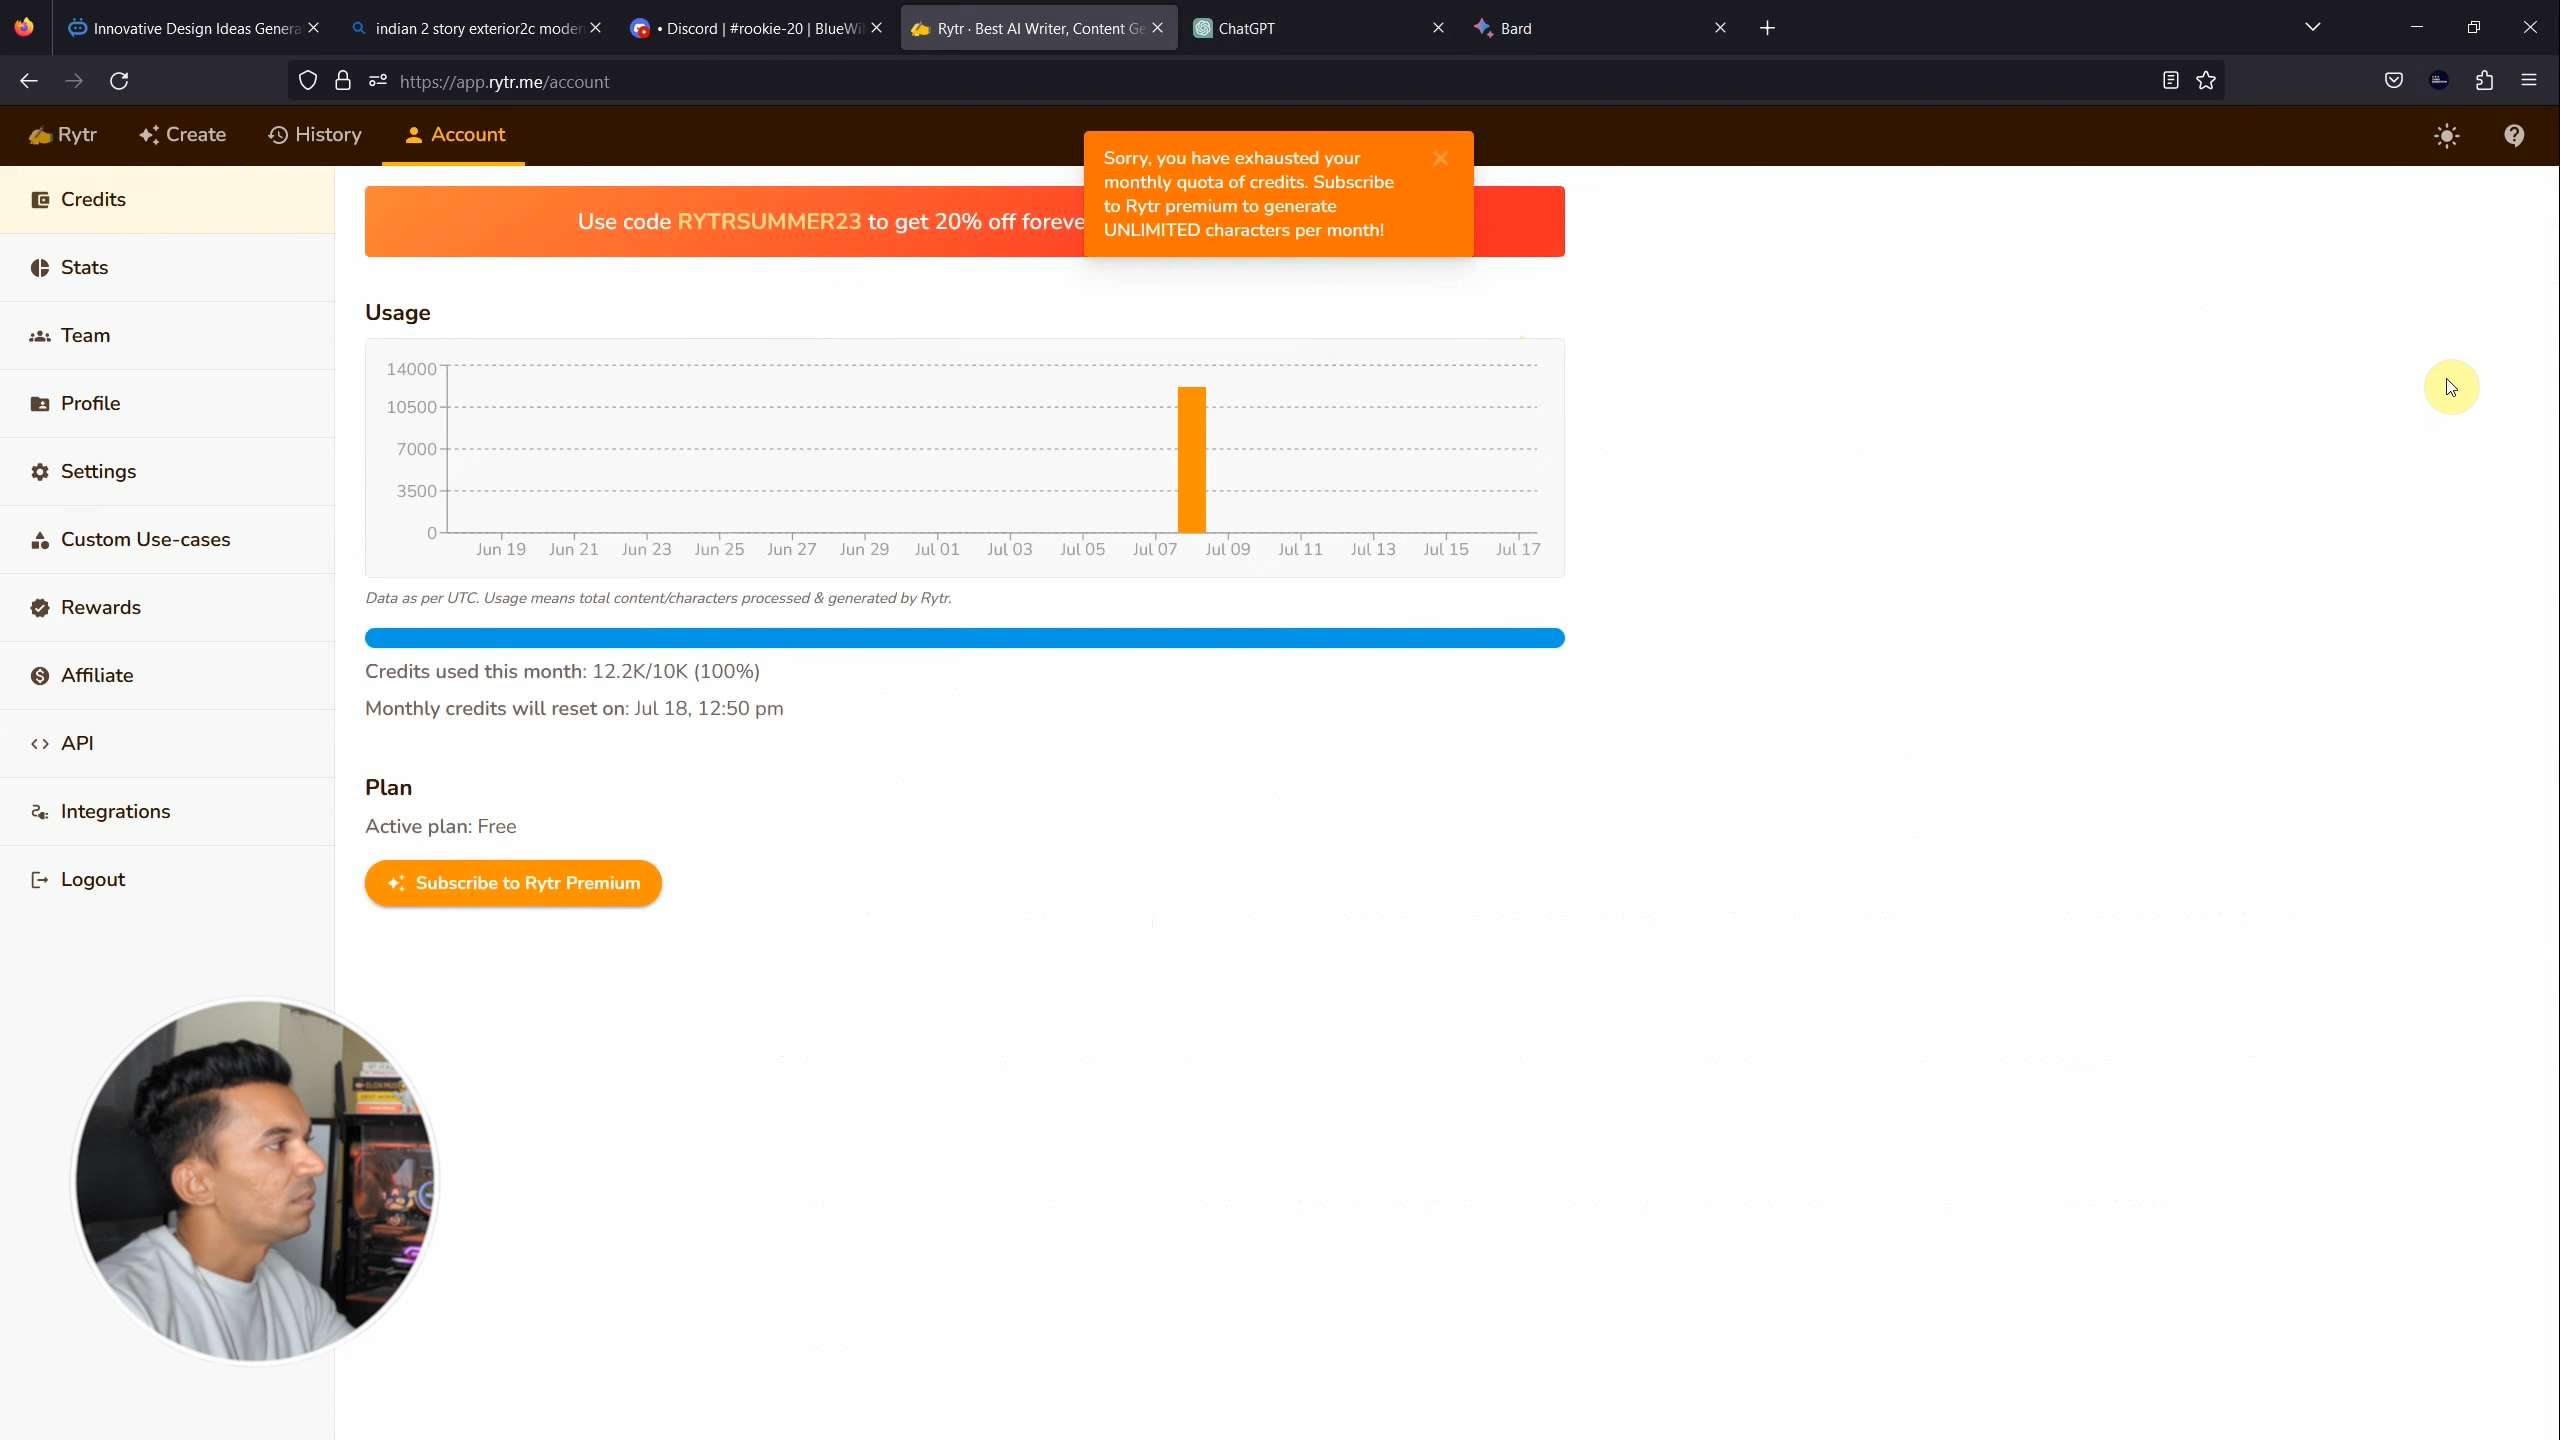 Innovative Design Ideas Genera
indian 2 story exterior2c moder
• Discord | #rookie-20 | BlueWil
Rytr · Best AI Writer, Content Ge
ChatGPT
Bard
https://app.rytr.me/account
Rytr
Create
History
Account
Sorry, you have exhausted your
monthly quota of credits. Subscribe
to Rytr premium to generate
UNLIMITED characters per month!
Use code RYTRSUMMER23 to get 20% off foreve
Credits
Stats
Team
Profile
Settings
Custom Use-cases
Rewards
Affiliate
API
Integrations
Logout
Usage
14000
10500
7000
3500
0
Jun 19 Jun 21 Jun 23 Jun 25 Jun 27 Jun 29 Jul 01 Jul 03 Jul 05 Jul 07 Jul 09 Jul 11 Jul 13 Jul 15 Jul 17
Data as per UTC. Usage means total content/characters processed & generated by Rytr.
Credits used this month: 12.2K/10K (100%)
Monthly credits will reset on: Jul 18, 12:50 pm
Plan
Active plan: Free
Subscribe to Rytr Premium